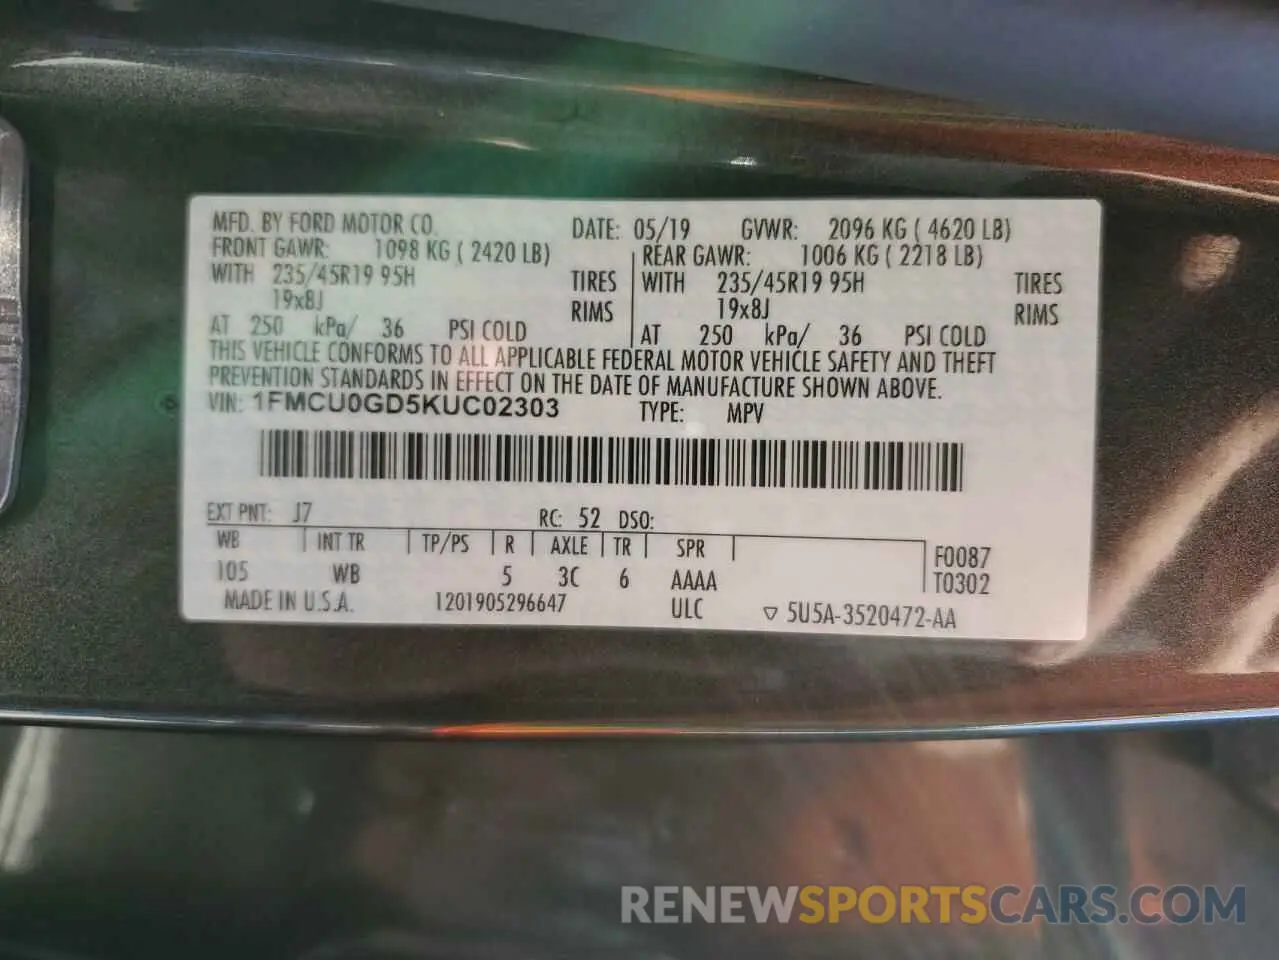 MFD. BY FORD MOTOR CO. DATE: 05/19 GVWR: 2096 KG ( 4620 LB)
FRONT GAWR: 1098 KG ( 2420 LB) REAR GAWR: 1006 KG ( 2218 LB)
WITH 235/45R19 95H TIRES WITH 235/45R19 95H TIRES
19x8J RIMS 19x8J RIMS
AT 250 kPa/ 36 PSI COLD AT 250 kPa/ 36 PSI COLD
THIS VEHICLE CONFORMS TO ALL APPLICABLE FEDERAL MOTOR VEHICLE SAFETY AND THEFT
PREVENTION STANDARDS IN EFFECT ON THE DATE OF MANUFACTURE SHOWN ABOVE.
VIN: 1FMCU0GD5KUC02303 TYPE: MPV
EXT PNT: J7 RC: 52 DSO:
WB INT TR TP/PS R AXLE TR SPR F0087
105 WB 5 3C 6 AAAA T0302
MADE IN U.S.A. 1201905296647 ULC ▽ 5U5A-3520472-AA
RENEWSPORTSCARS.COM